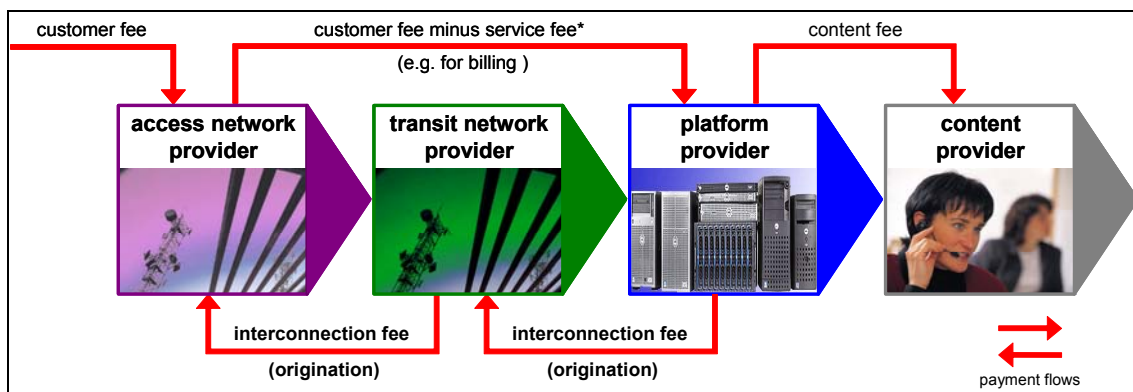 customer fee
customer fee minus service fee*
(e.g. for billing )
content fee
access network
provider
transit network
provider
platform
provider
content
provider
interconnection fee
(origination)
interconnection fee
(origination)
payment flows